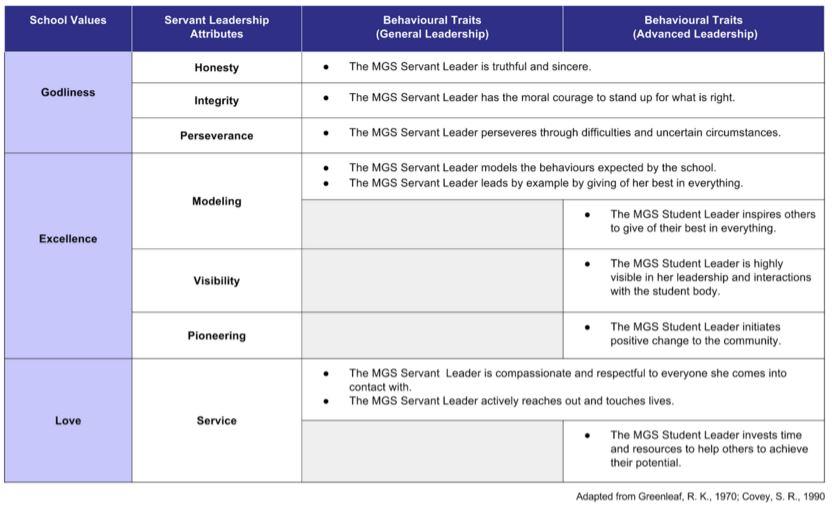 School Values
Servant Leadership
Attributes
Behavioural Traits
(General Leadership)
Behavioural Traits
(Advanced Leadership)
Godliness
Honesty
● The MGS Servant Leader is truthful and sincere.
Integrity
● The MGS Servant Leader has the moral courage to stand up for what is right.
Perseverance
● The MGS Servant Leader perseveres through difficulties and uncertain circumstances.
Excellence
Modeling
● The MGS Servant Leader models the behaviours expected by the school.
● The MGS Servant Leader leads by example by giving of her best in everything.
● The MGS Student Leader inspires others
to give of their best in everything.
Visibility
● The MGS Student Leader is highly
visible in her leadership and interactions
with the student body.
Pioneering
● The MGS Student Leader initiates
positive change to the community.
Love
Service
● The MGS Servant Leader is compassionate and respectful to everyone she comes into
contact with.
● The MGS Servant Leader actively reaches out and touches lives.
● The MGS Student Leader invests time
and resources to help others to achieve
their potential.
Adapted from Greenleaf, R. K., 1970; Covey, S. R., 1990